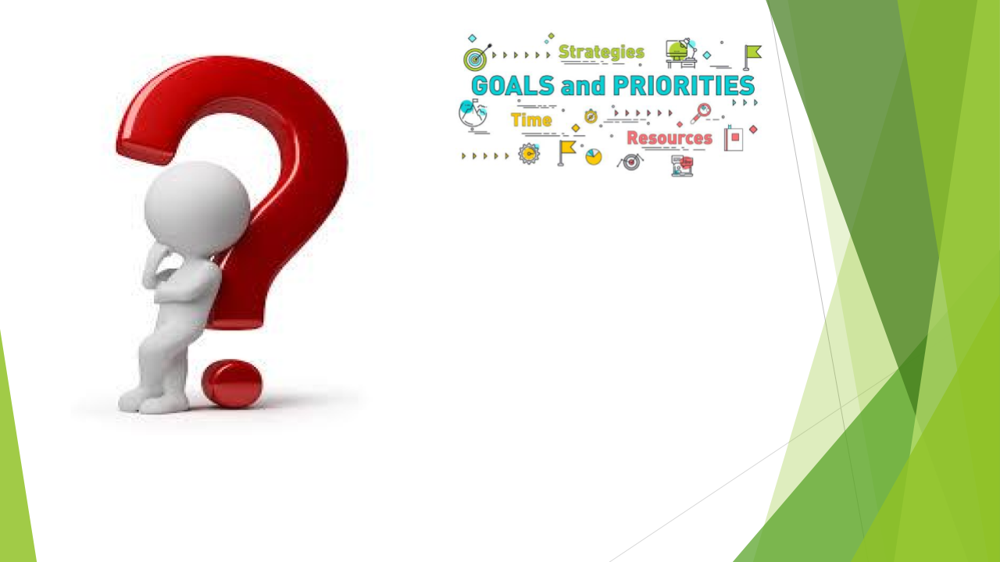 Strategies
GOALS and PRIORITIES
Time
Resources